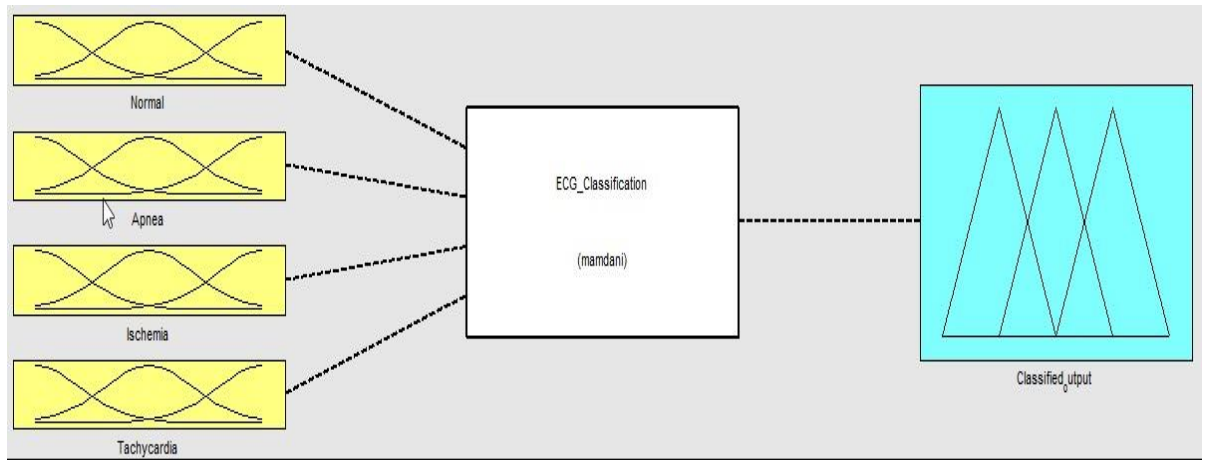 Normal
Apnea
Ischemia
Tachycardia
ECG_Classification
(mamdani)
Classified_output